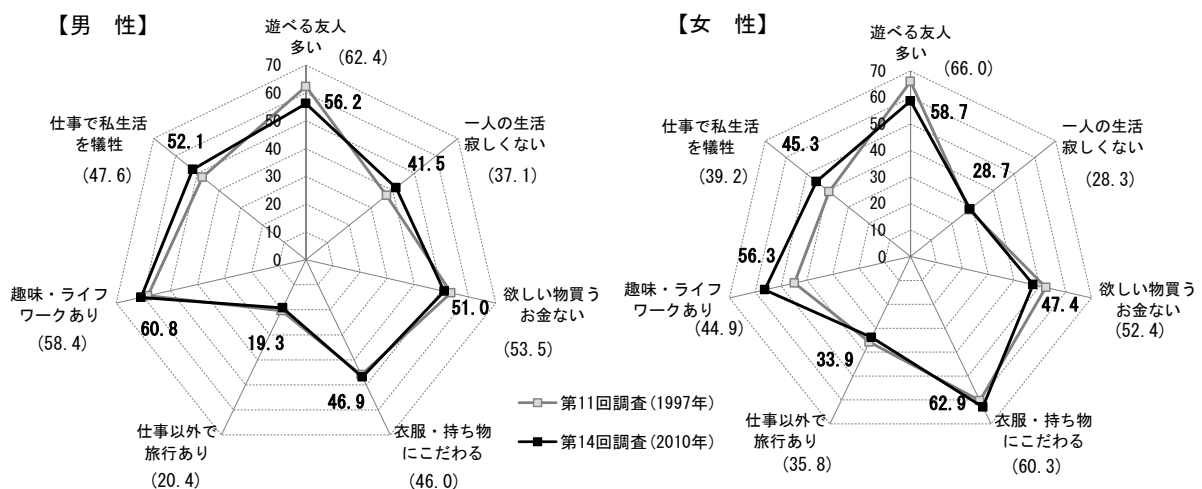 【男 性】
遊べる友人
多い
(62.4)
70
60
50
40
30
20
10
0
56.2
一人の生活
寂しくない
(37.1)
41.5
欲しい物買う
お金ない
(53.5)
51.0
衣服・持ち物
にこだわる
(46.0)
46.9
仕事以外で
旅行あり
(20.4)
19.3
趣味・ライフ
ワークあり
(58.4)
60.8
仕事で私生活
を犠牲
(47.6)
52.1
第11回調査(1997年)
第14回調査(2010年)
【女 性】
遊べる友人
多い
(66.0)
70
60
50
40
30
20
10
0
58.7
一人の生活
寂しくない
(28.3)
28.7
欲しい物買う
お金ない
(52.4)
47.4
衣服・持ち物
にこだわる
(60.3)
62.9
仕事以外で
旅行あり
(35.8)
33.9
趣味・ライフ
ワークあり
(44.9)
56.3
仕事で私生活
を犠牲
(39.2)
45.3